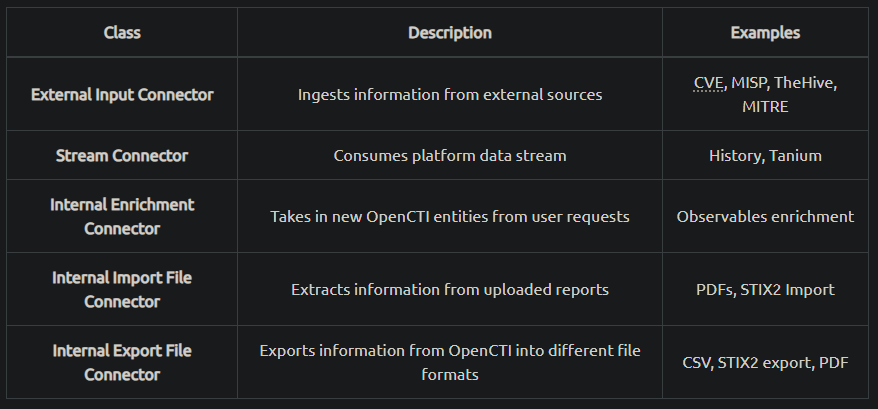 Class Description Examples
External Input Connector Ingests information from external sources CVE, MISP, TheHive,
MITRE
Stream Connector Consumes platform data stream History, Tanium
Internal Enrichment
Connector Takes in new OpenCTI entities from user requests Observables enrichment
Internal Import File
Connector Extracts information from uploaded reports PDFs, STIX2 Import
Internal Export File
Connector Exports information from OpenCTI into different file
formats CSV, STIX2 export, PDF